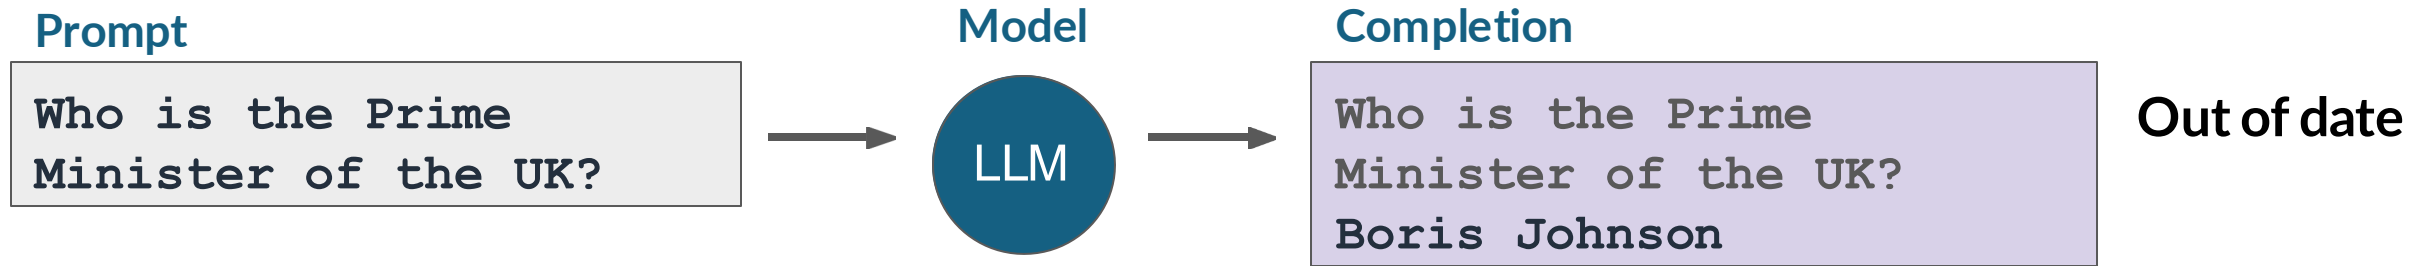 Prompt
Who is the Prime
Minister of the UK?
Model
LLM
Completion
Who is the Prime
Minister of the UK?
Boris Johnson
Out of date